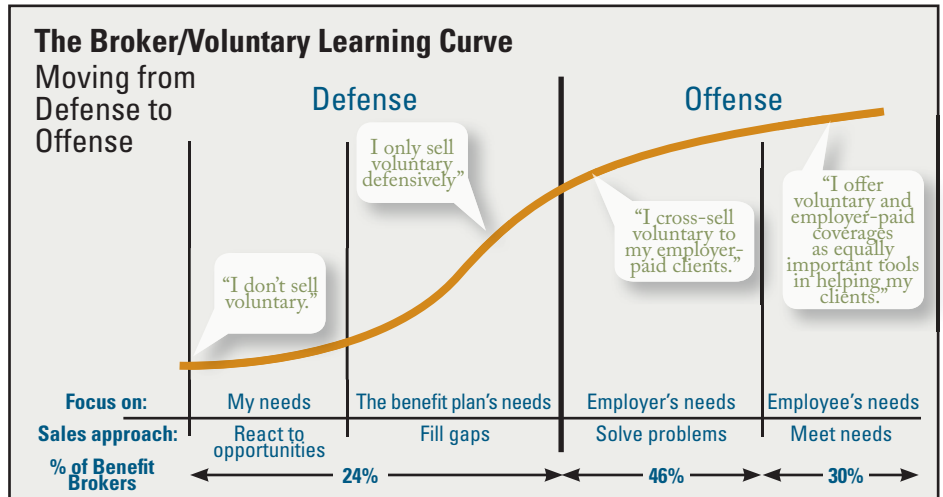 The Broker/Voluntary Learning Curve
Moving from
Defense to
Offense
Defense
Offense
“I don’t sell
voluntary.”
I only sell
voluntary
defensively”
“I cross-sell
voluntary to
my employer-
paid clients.”
“I offer
voluntary and
employer-paid
coverages
as equally
important tools
in helping my
clients.”
Focus on:
My needs
The benefit plan’s needs
Employer’s needs
Employee’s needs
Sales approach:
React to
opportunities
Fill gaps
Solve problems
Meet needs
% of Benefit
Brokers
24%
46%
30%